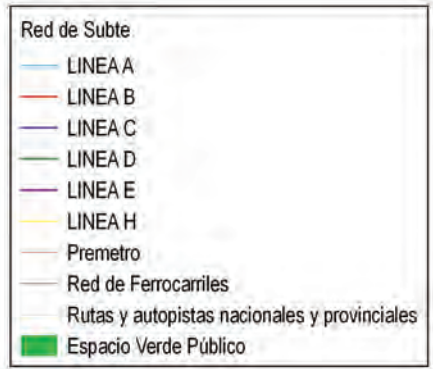 Red de Subte
LINEA A
LINEA B
LINEA C
LINEA D
LINEA E
LINEA H
Premetro
Red de Ferrocarriles
Rutas y autopistas nacionales y provinciales
Espacio Verde Público